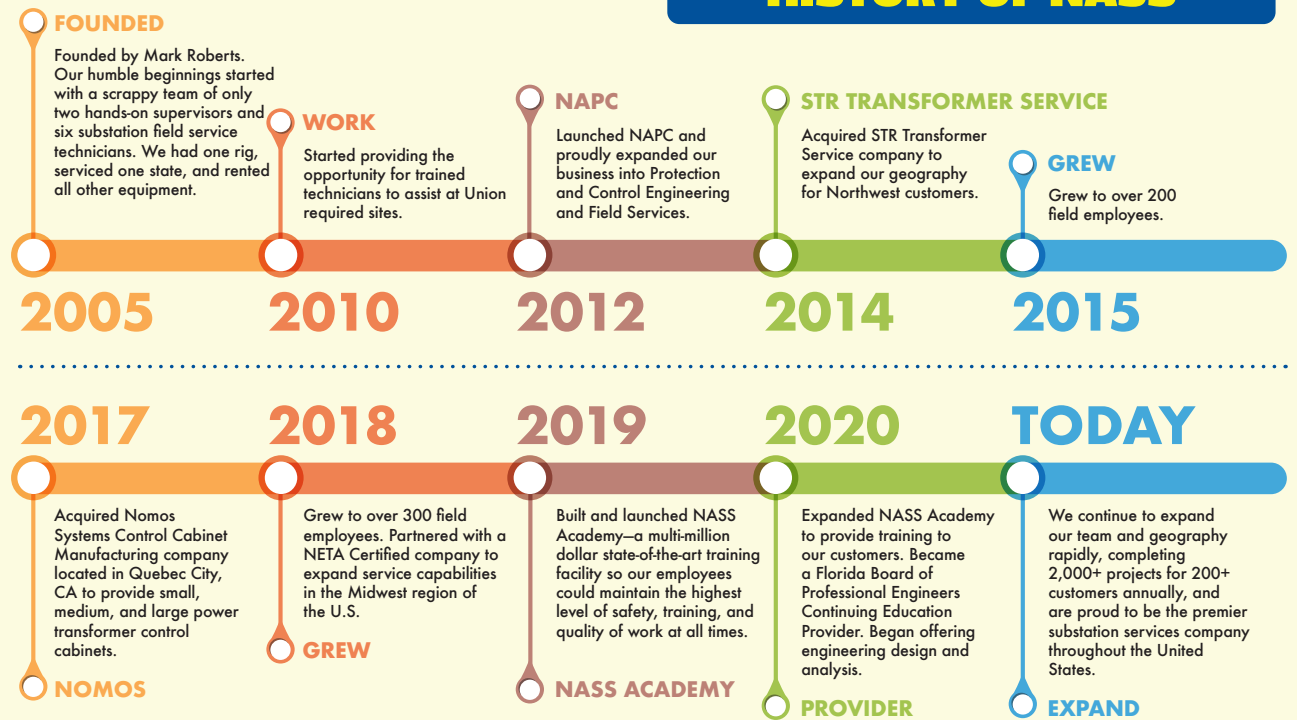 HISTORY OF NASS
FOUNDED
Founded by Mark Roberts.
Our humble beginnings started
with a scrappy team of only
two hands-on supervisors and
six substation field service
technicians. We had one rig,
serviced one state, and rented
all other equipment.
WORK
Started providing the
opportunity for trained
technicians to assist at Union
required sites.
NAPC
Launched NAPC and
proudly expanded our
business into Protection
and Control Engineering
and Field Services.
STR TRANSFORMER SERVICE
Acquired STR Transformer
Service company to
expand our geography
for Northwest customers.
GREW
Grew to over 200
field employees.
2005
2010
2012
2014
2015
2017
2018
2019
2020
TODAY
Acquired Nomos
Systems Control Cabinet
Manufacturing company
located in Quebec City,
CA to provide small,
medium, and large power
transformer control
cabinets.
NOMOS
Grew to over 300 field
employees. Partnered with a
NETA Certified company to
expand service capabilities
in the Midwest region of
the U.S.
GREW
Built and launched NASS
Academy—a multi-million
dollar state-of-the-art training
facility so our employees
could maintain the highest
level of safety, training, and
quality of work at all times.
NASS ACADEMY
Expanded NASS Academy
to provide training to
our customers. Became
a Florida Board of
Professional Engineers
Continuing Education
Provider. Began offering
engineering design and
analysis.
PROVIDER
We continue to expand
our team and geography
rapidly, completing
2,000+ projects for 200+
customers annually, and
are proud to be the premier
substation services company
throughout the United
States.
EXPAND